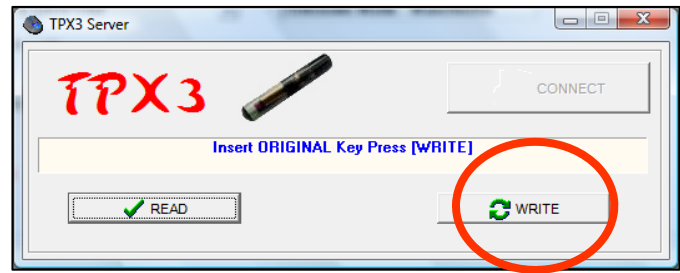 TPX3 Server
TPX3
CONNECT
Insert ORIGINAL Key Press [WRITE]
READ
WRITE